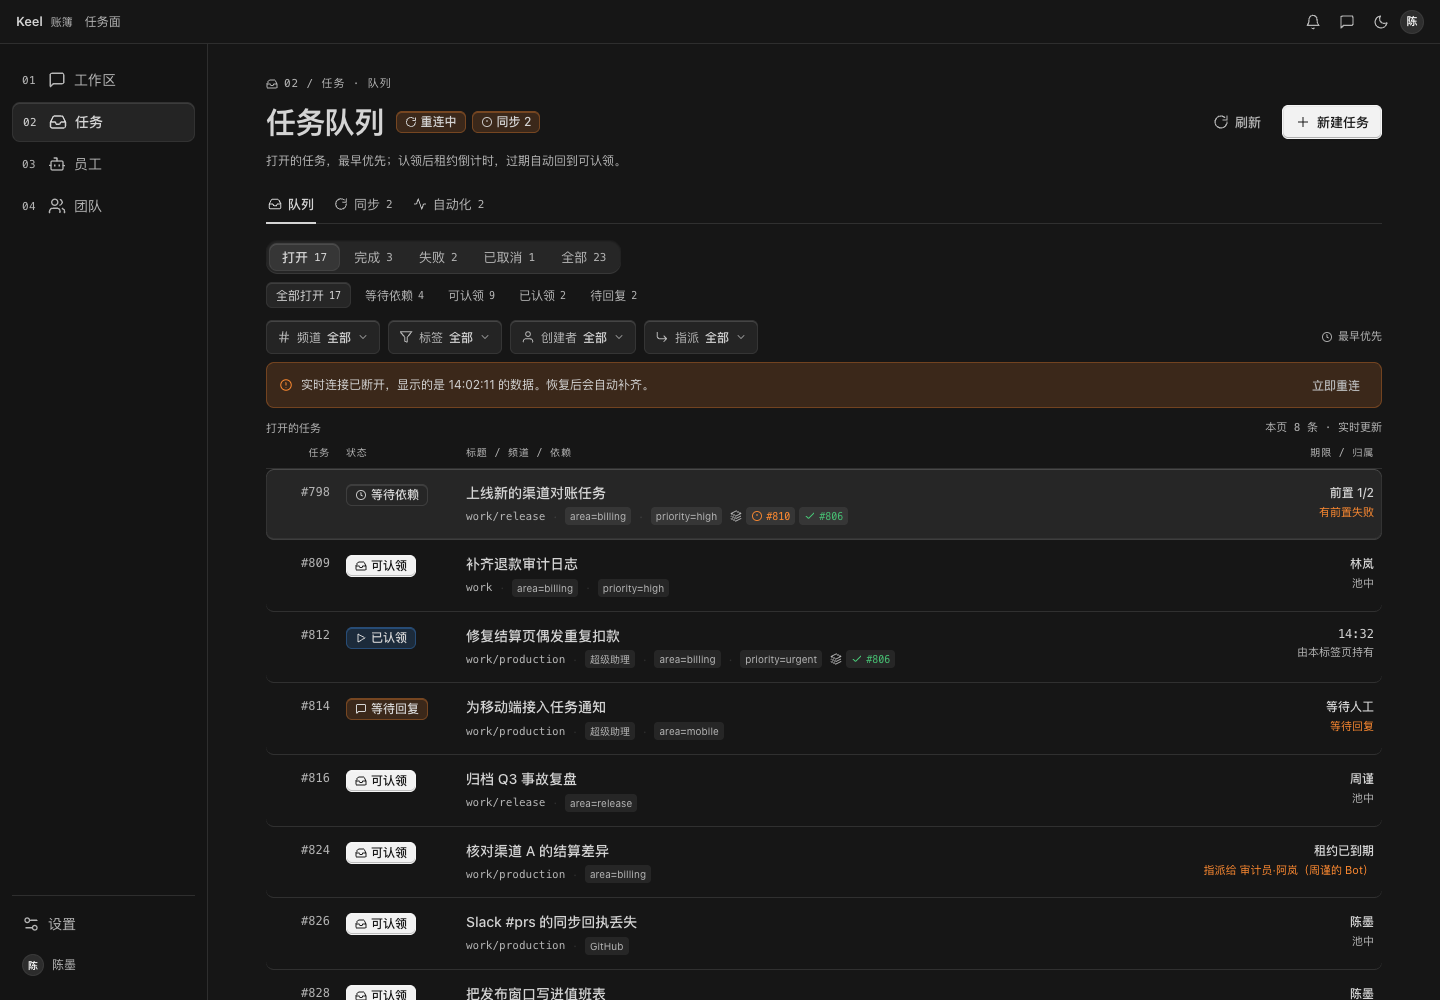 Keel 账簿 任务面
陈
01 工作区
02 任务
03 员工
04 团队
设置
陈 陈墨
02 / 任务 · 队列
任务队列 重连中 同步 2
刷新 新建任务
打开的任务，最早优先；认领后租约倒计时，过期自动回到可认领。
队列 同步 2 自动化 2
打开 17 完成 3 失败 2 已取消 1 全部 23
全部打开 17 等待依赖 4 可认领 9 已认领 2 待回复 2
频道 全部 标签 全部 创建者 全部 指派 全部 最早优先
实时连接已断开，显示的是 14:02:11 的数据。恢复后会自动补齐。 立即重连
打开的任务 本页 8 条 · 实时更新
任务 状态 标题 / 频道 / 依赖 期限 / 归属
#798 等待依赖 上线新的渠道对账任务 前置 1/2
work/release · area=billing · priority=high #810 #806 有前置失败
#809 可认领 补齐退款审计日志 林岚
work · area=billing · priority=high 池中
#812 已认领 修复结算页偶发重复扣款 14:32
work/production · 超级助理 · area=billing · priority=urgent #806 由本标签页持有
#814 等待回复 为移动端接入任务通知 等待人工
work/production · 超级助理 · area=mobile 等待回复
#816 可认领 归档 Q3 事故复盘 周谨
work/release · area=release 池中
#824 可认领 核对渠道 A 的结算差异 租约已到期
work/production · area=billing 指派给 审计员·阿岚（周谨的 Bot）
#826 可认领 Slack #prs 的同步回执丢失 陈墨
work/production · GitHub 池中
#828 可认领 把发布窗口写进值班表 陈墨